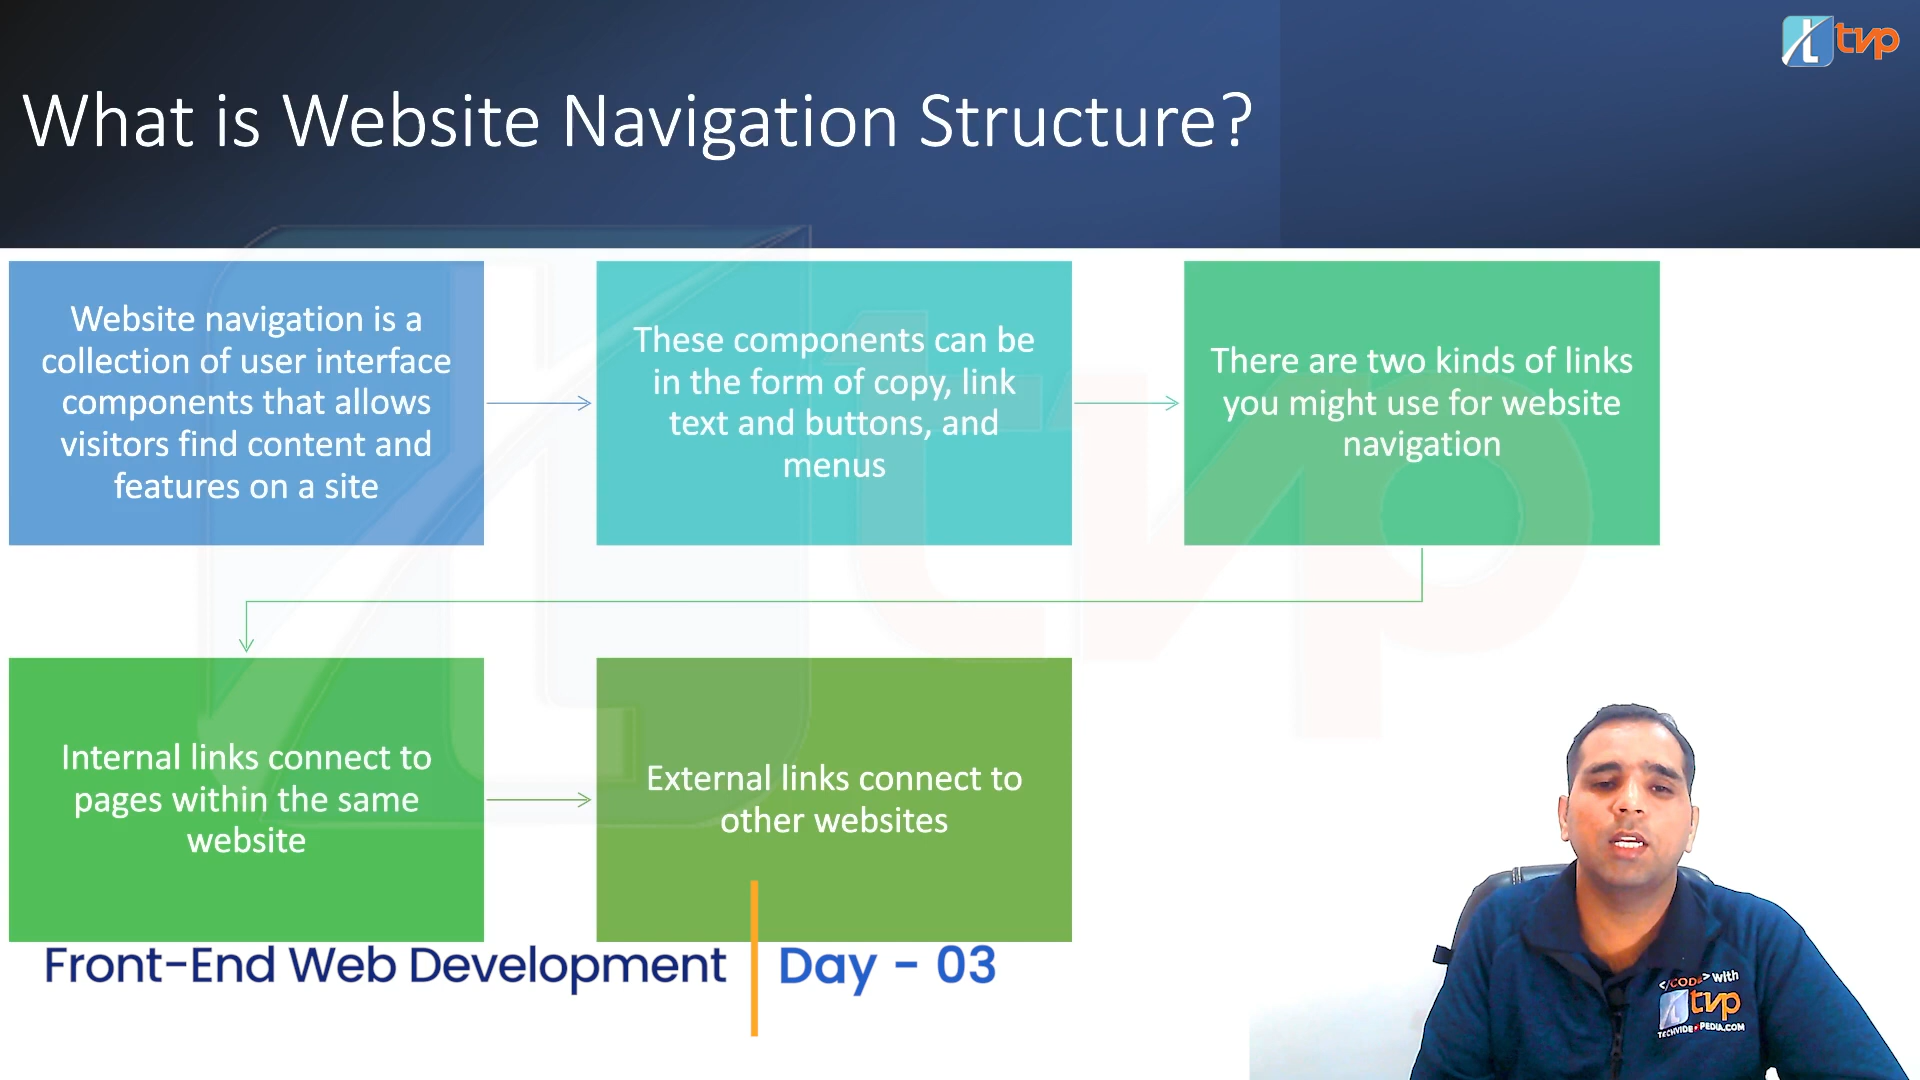 tvp
What is Website Navigation Structure?
Website navigation is a
collection of user interface
components that allows
visitors find content and
features on a site
These components can be
in the form of copy, link
text and buttons, and
menus
There are two kinds of links
you might use for website
navigation
Internal links connect to
pages within the same
website
External links connect to
other websites
Front-End Web Development
Day - 03
</CODE> with
tvp
TECHVIDEOPEDIA.COM